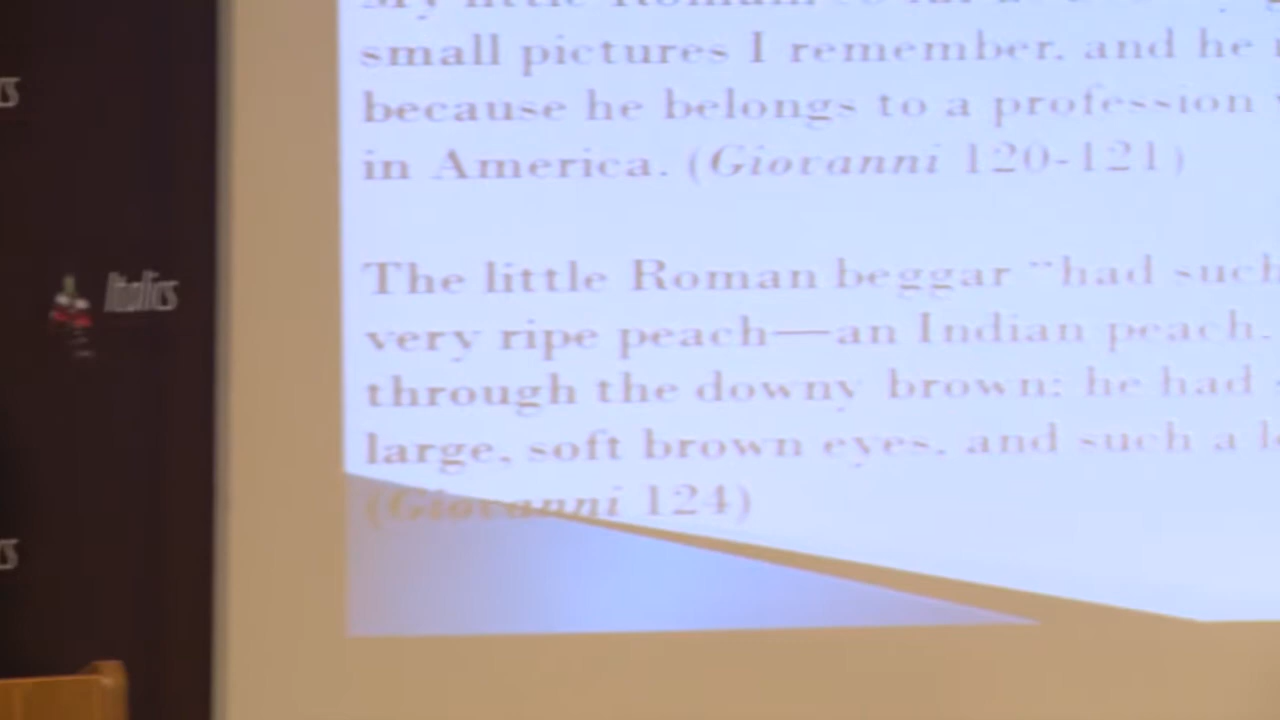 small pictures I remember, and he
because he belongs to a profession
in America. (Giovanni 120-121)
The little Roman beggar "had such
very ripe peach—an Indian peach,
through the downy brown; he had
large, soft brown eyes, and such a
(Giovanni 124)
Italics